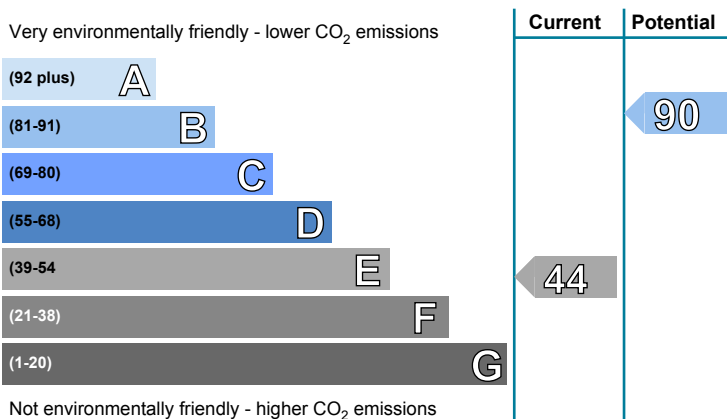 Current Potential
Very environmentally friendly - lower CO2 emissions
(92 plus) A
(81-91) B 90
(69-80) C
(55-68) D
(39-54 E 44
(21-38) F
(1-20) G
Not environmentally friendly - higher CO2 emissions